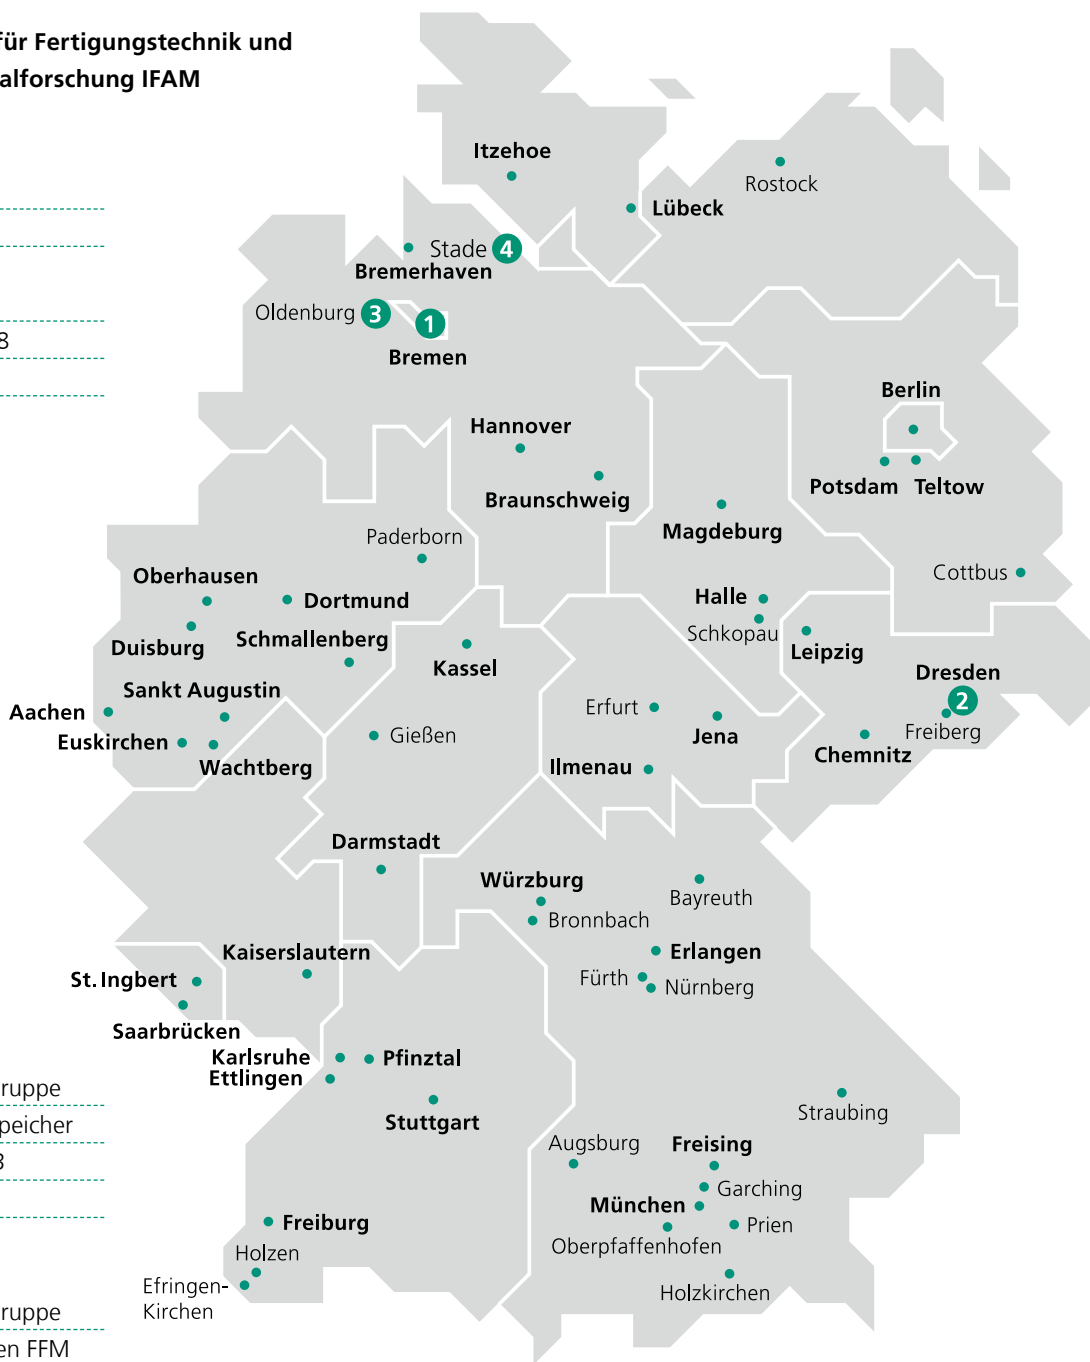 für Fertigungstechnik und
alforschung IFAM
Itzehoe
Rostock
Lübeck
Stade 4
Bremerhaven
Oldenburg 3
1
8
Bremen
Berlin
Hannover
Potsdam Teltow
Braunschweig
Magdeburg
Paderborn
Cottbus
Oberhausen
Dortmund
Halle
Schkopau
Duisburg
Schmallenberg
Leipzig
Kassel
Dresden
2
Sankt Augustin
Aachen
Erfurt
Freiberg
Euskirchen
Gießen
Jena
Chemnitz
Wachtberg
Ilmenau
Darmstadt
Würzburg
Bayreuth
Bronnbach
Kaiserslautern
Erlangen
St. Ingbert
Fürth
Nürnberg
Saarbrücken
Karlsruhe
Pfinztal
Ettlingen
ruppe
Straubing
peicher
Stuttgart
Augsburg
Freising
3
Garching
München
Freiburg
Prien
Oberpfaffenhofen
Holzen
Efringen-
Kirchen
Holzkirchen
ruppe
en FFM